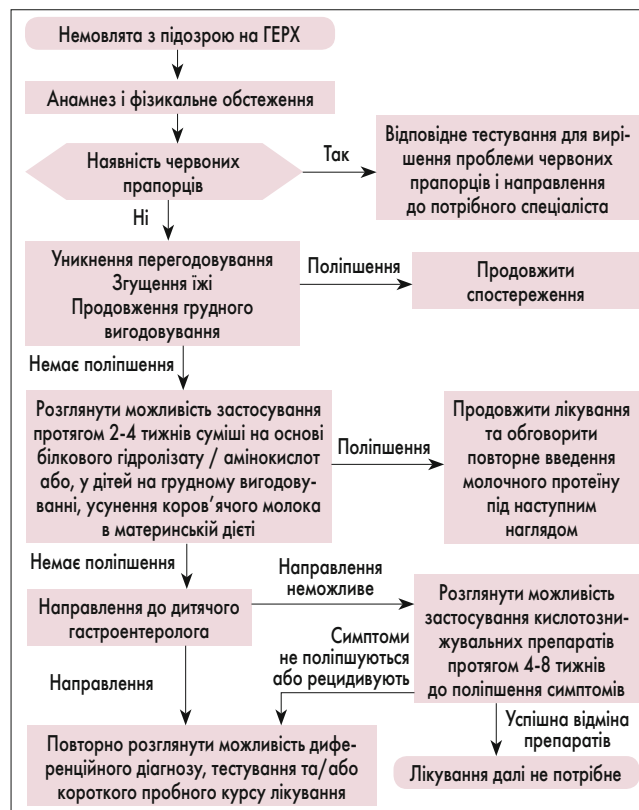 Немовлята з підозрою на ГЕРХ
Анамнез і фізикальне обстеження
Наявність червоних
прапорців
Так
Відповідне тестування для вирі-
шення проблеми червоних
прапорців і направлення
до потрібного спеціаліста
Ні
Уникнення перегодовування
Згущення їжі
Продовження грудного
вигодовування
Поліпшення
Продовжити
спостереження
Немає поліпшення
Розглянути можливість застосування
протягом 2-4 тижнів суміші на основі
білкового гідролізату / амінокислот
або, у дітей на грудному вигодову-
ванні, усунення коров’ячого молока
в материнській дієті
Поліпшення
Продовжити лікування
та обговорити
повторне введення
молочного протеїну
під наступним
наглядом
Немає поліпшення
Направлення до дитячого
гастроентеролога
Направлення
неможливе
Розглянути можливість
застосування кислотозни-
жувальних препаратів
протягом 4-8 тижнів
до поліпшення симптомів
Симптоми
не поліпшуються
або рецидивують
Направлення
Успішна відміна
препаратів
Повторно розглянути можливість дифе-
ренційного діагнозу, тестування та/або
короткого пробного курсу лікування
Лікування далі не потрібне